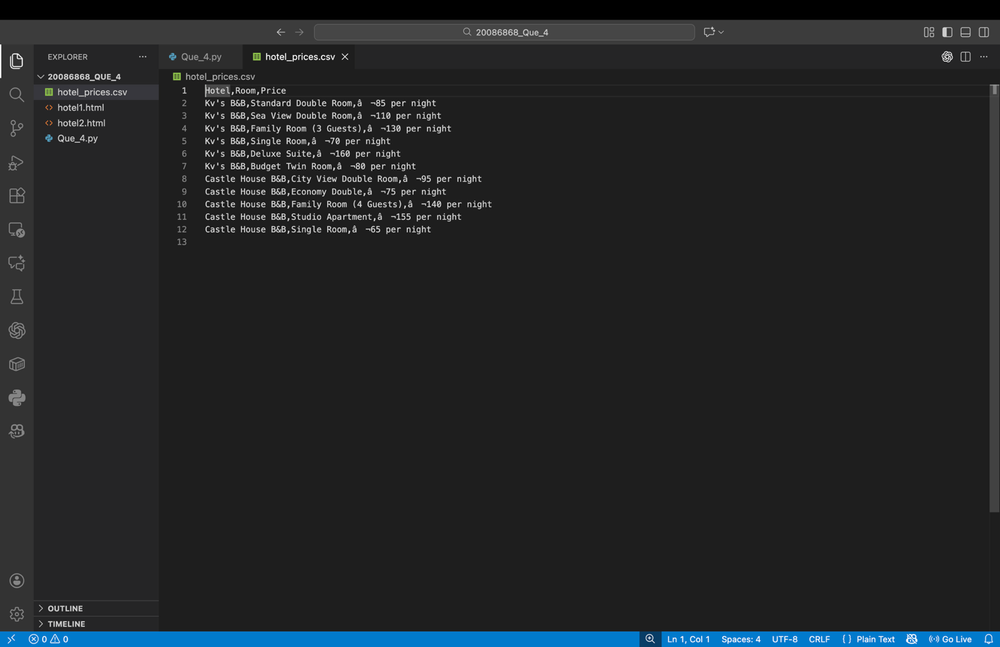 20086868_Que_4
EXPLORER
Que_4.py
hotel_prices.csv
20086868_QUE_4
hotel_prices.csv
hotel1.html
hotel2.html
Que_4.py
hotel_prices.csv
1 Hotel,Room,Price
2 Kv's B&B,Standard Double Room,â ¬85 per night
3 Kv's B&B,Sea View Double Room,â ¬110 per night
4 Kv's B&B,Family Room (3 Guests),â ¬130 per night
5 Kv's B&B,Single Room,â ¬70 per night
6 Kv's B&B,Deluxe Suite,â ¬160 per night
7 Kv's B&B,Budget Twin Room,â ¬80 per night
8 Castle House B&B,City View Double Room,â ¬95 per night
9 Castle House B&B,Economy Double,â ¬75 per night
10 Castle House B&B,Family Room (4 Guests),â ¬140 per night
11 Castle House B&B,Studio Apartment,â ¬155 per night
12 Castle House B&B,Single Room,â ¬65 per night
13
OUTLINE
TIMELINE
0 0 Ln 1, Col 1 Spaces: 4 UTF-8 CRLF { } Plain Text Go Live